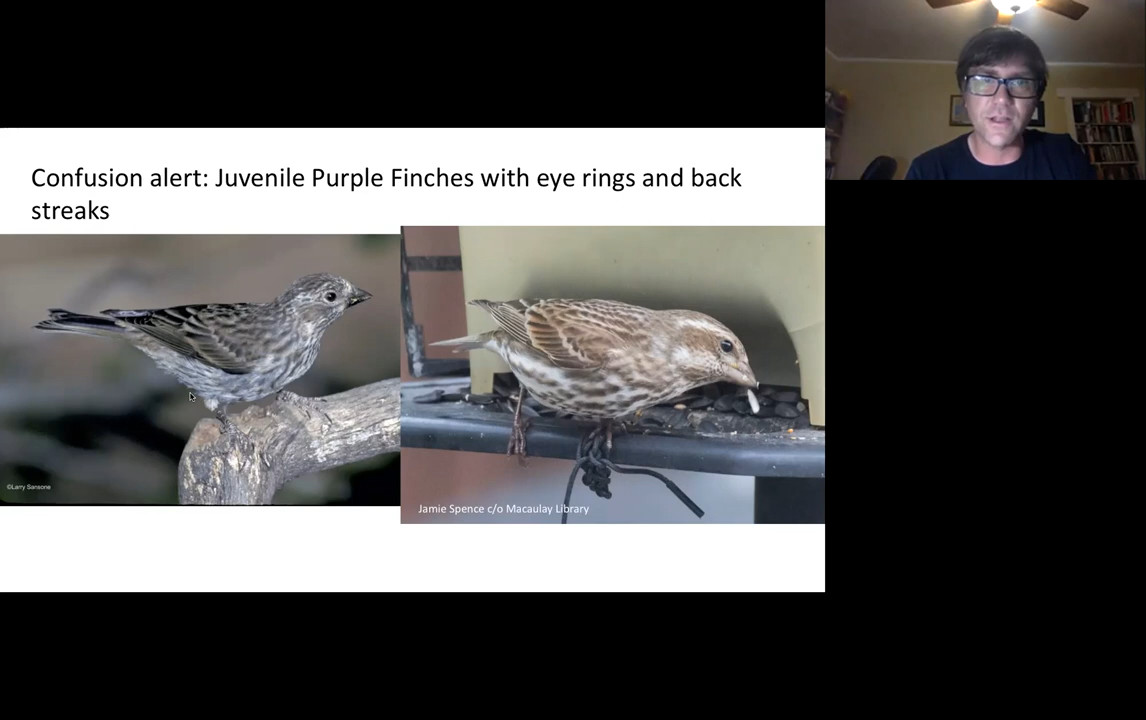 Confusion alert: Juvenile Purple Finches with eye rings and back
streaks
©Larry Sansone
Jamie Spence c/o Macaulay Library